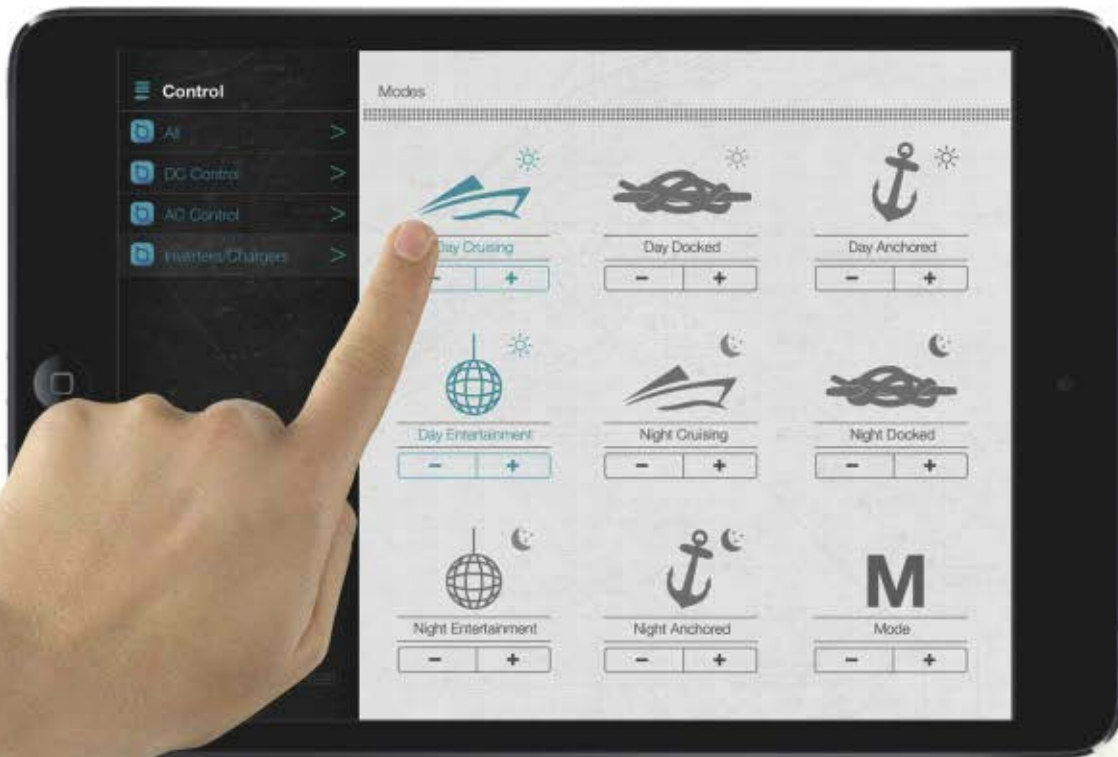 Control
All
DC Control
AC Control
Inverters/Chargers
Modes
Day Cruising
Day Docked
Day Anchored
- +
- +
- +
Day Entertainment
Night Cruising
Night Docked
- +
- +
- +
Night Entertainment
Night Anchored
M
Mode
- +
- +
- +